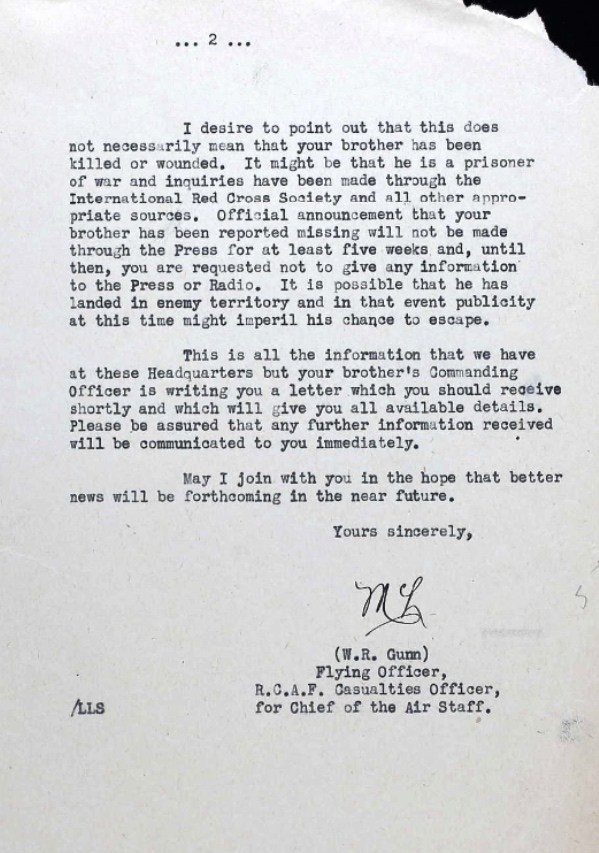 ... 2 ...
I desire to point out that this does
not necessarily mean that your brother has been
killed or wounded. It might be that he is a prisoner
of war and inquiries have been made through the
International Red Cross Society and all other appro-
priate sources. Official announcement that your
brother has been reported missing will not be made
through the Press for at least five weeks and, until
then, you are requested not to give any information
to the Press or Radio. It is possible that he has
landed in enemy territory and in that event publicity
at this time might imperil his chance to escape.
This is all the information that we have
at these Headquarters but your brother's Commanding
Officer is writing you a letter which you should receive
shortly and which will give you all available details.
Please be assured that any further information received
will be communicated to you immediately.
May I join with you in the hope that better
news will be forthcoming in the near future.
Yours sincerely,
(W.R. Gunn)
Flying Officer,
R.C.A.F. Casualties Officer,
/LLS for Chief of the Air Staff.